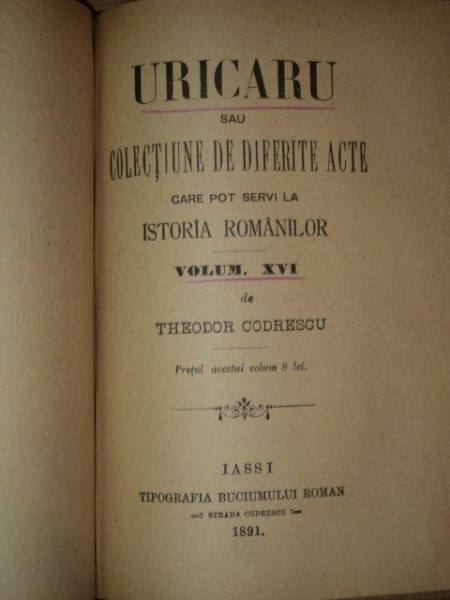 URICARU
SAU
COLECȚIUNE DE DIFERITE ACTE
CARE POT SERVI LA
ISTORÌA ROMÂNILOR
VOLUM. XVI
de
THEODOR CODRESCU
Prețul acestui volum 8 lei.
IASSI
TIPOGRAFIA BUCIUMULUI ROMAN
7 STRADA CODRESCU 7
1891.